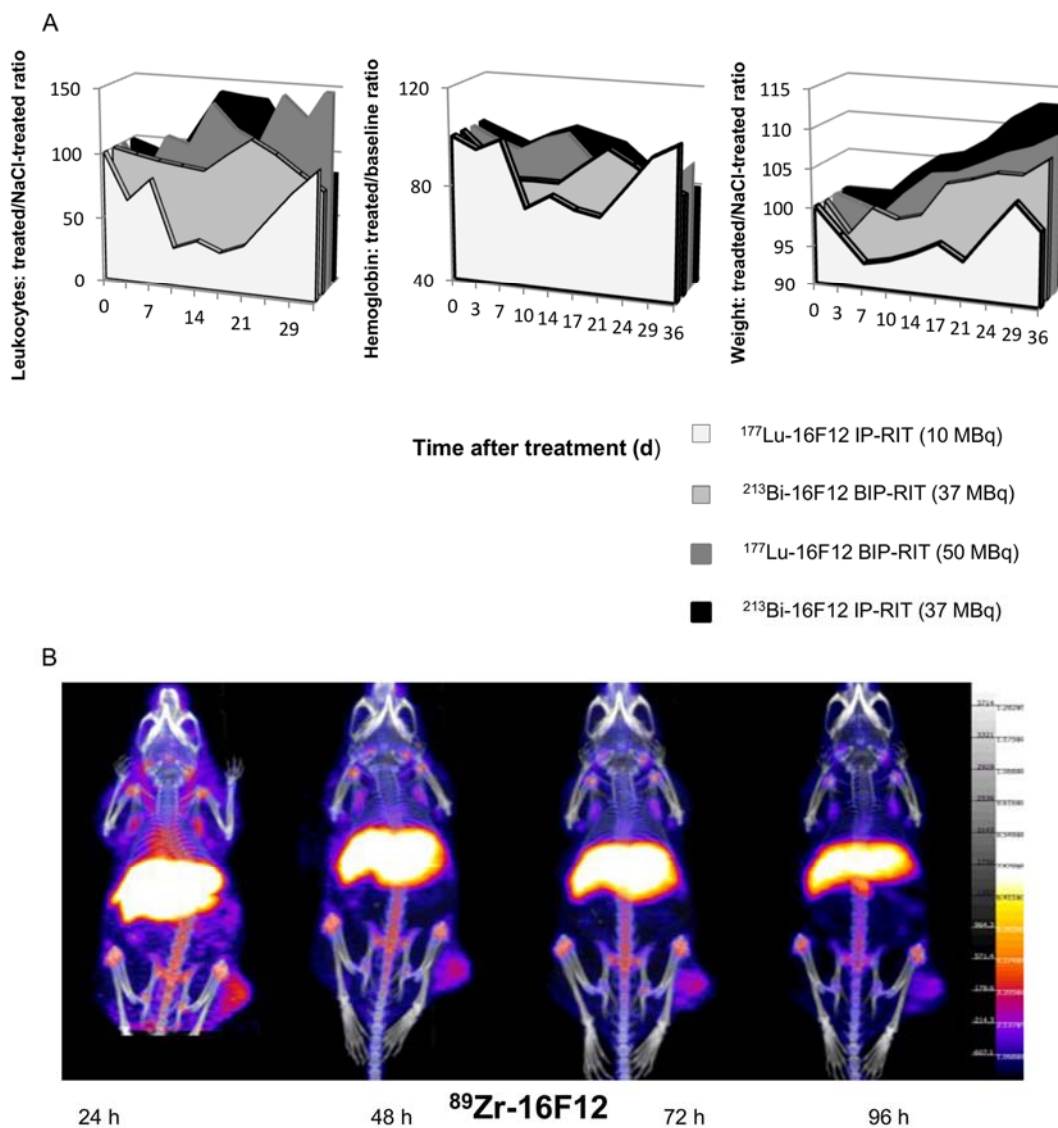 A
Leukocytes: treated/NaCl-treated ratio
150
100
50
0
0 7 14 21 29
Hemoglobin: treated/baseline ratio
120
80
40
0 3 7 10 14 17 21 24 29 36
Weight: treadted/NaCl-treated ratio
115
110
105
100
95
90
0 3 7 10 14 17 21 24 29 36
Time after treatment (d)
¹⁷⁷Lu-16F12 IP-RIT (10 MBq)
²¹³Bi-16F12 BIP-RIT (37 MBq)
¹⁷⁷Lu-16F12 BIP-RIT (50 MBq)
²¹³Bi-16F12 IP-RIT (37 MBq)
B
24 h 48 h ⁸⁹Zr-16F12 72 h 96 h